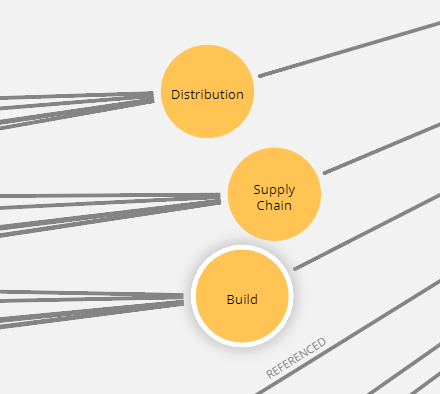 Distribution
Supply
Chain
Build
REFERENCED